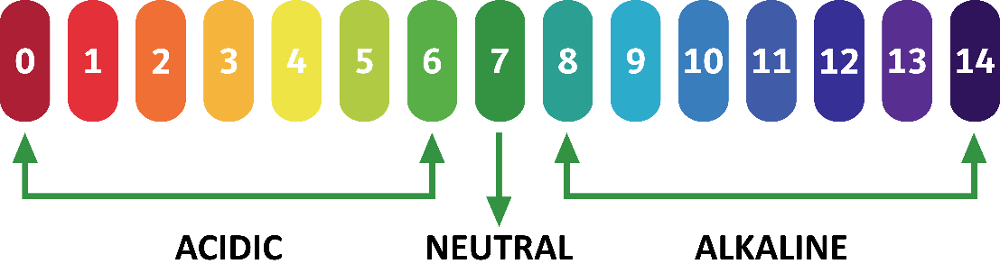 0 1 2 3 4 5 6 7 8 9 10 11 12 13 14
ACIDIC NEUTRAL ALKALINE